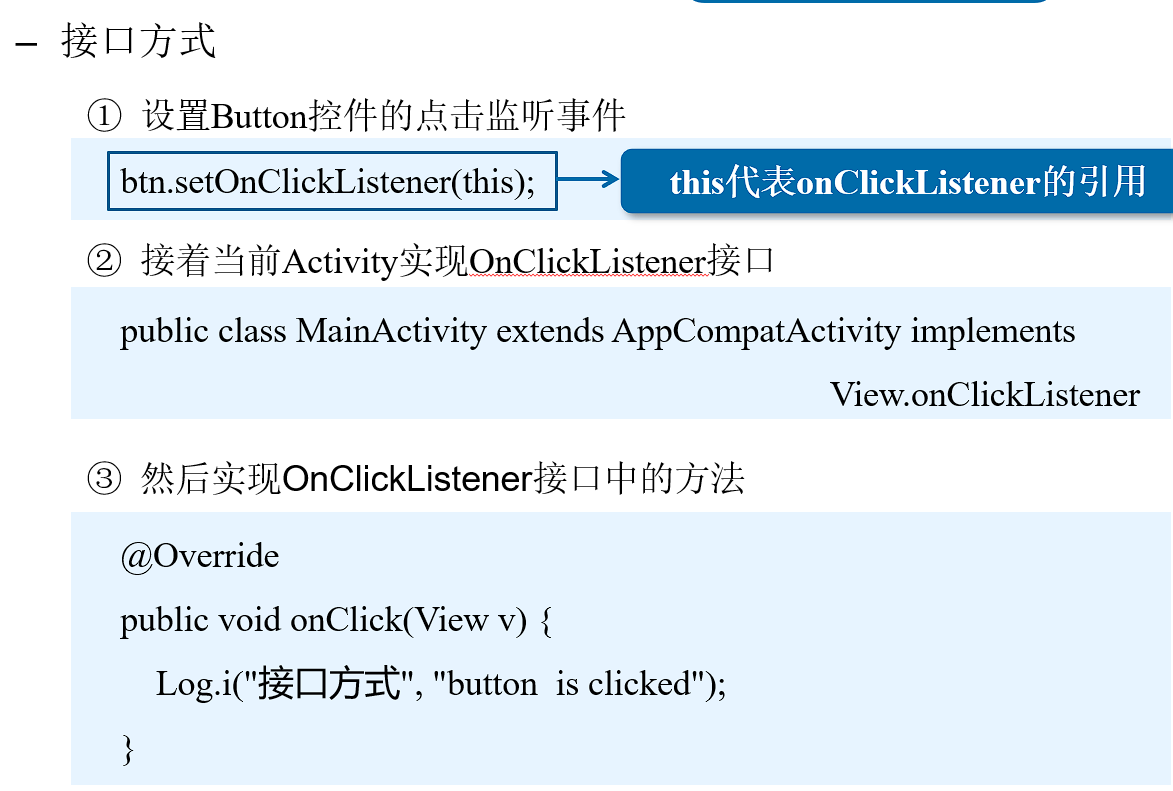 – 接口方式
① 设置Button控件的点击监听事件
btn.setOnClickListener(this);
this代表onClickListener的引用
② 接着当前Activity实现OnClickListener接口
public class MainActivity extends AppCompatActivity implements
View.onClickListener
③ 然后实现OnClickListener接口中的方法
@Override
public void onClick(View v) {
Log.i("接口方式", "button  is clicked");
}